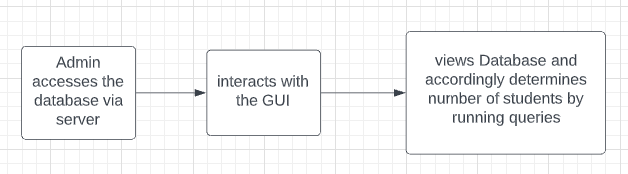 Admin
accesses the
database via
server
interacts with
the GUI
views Database and
accordingly determines
number of students by
running queries